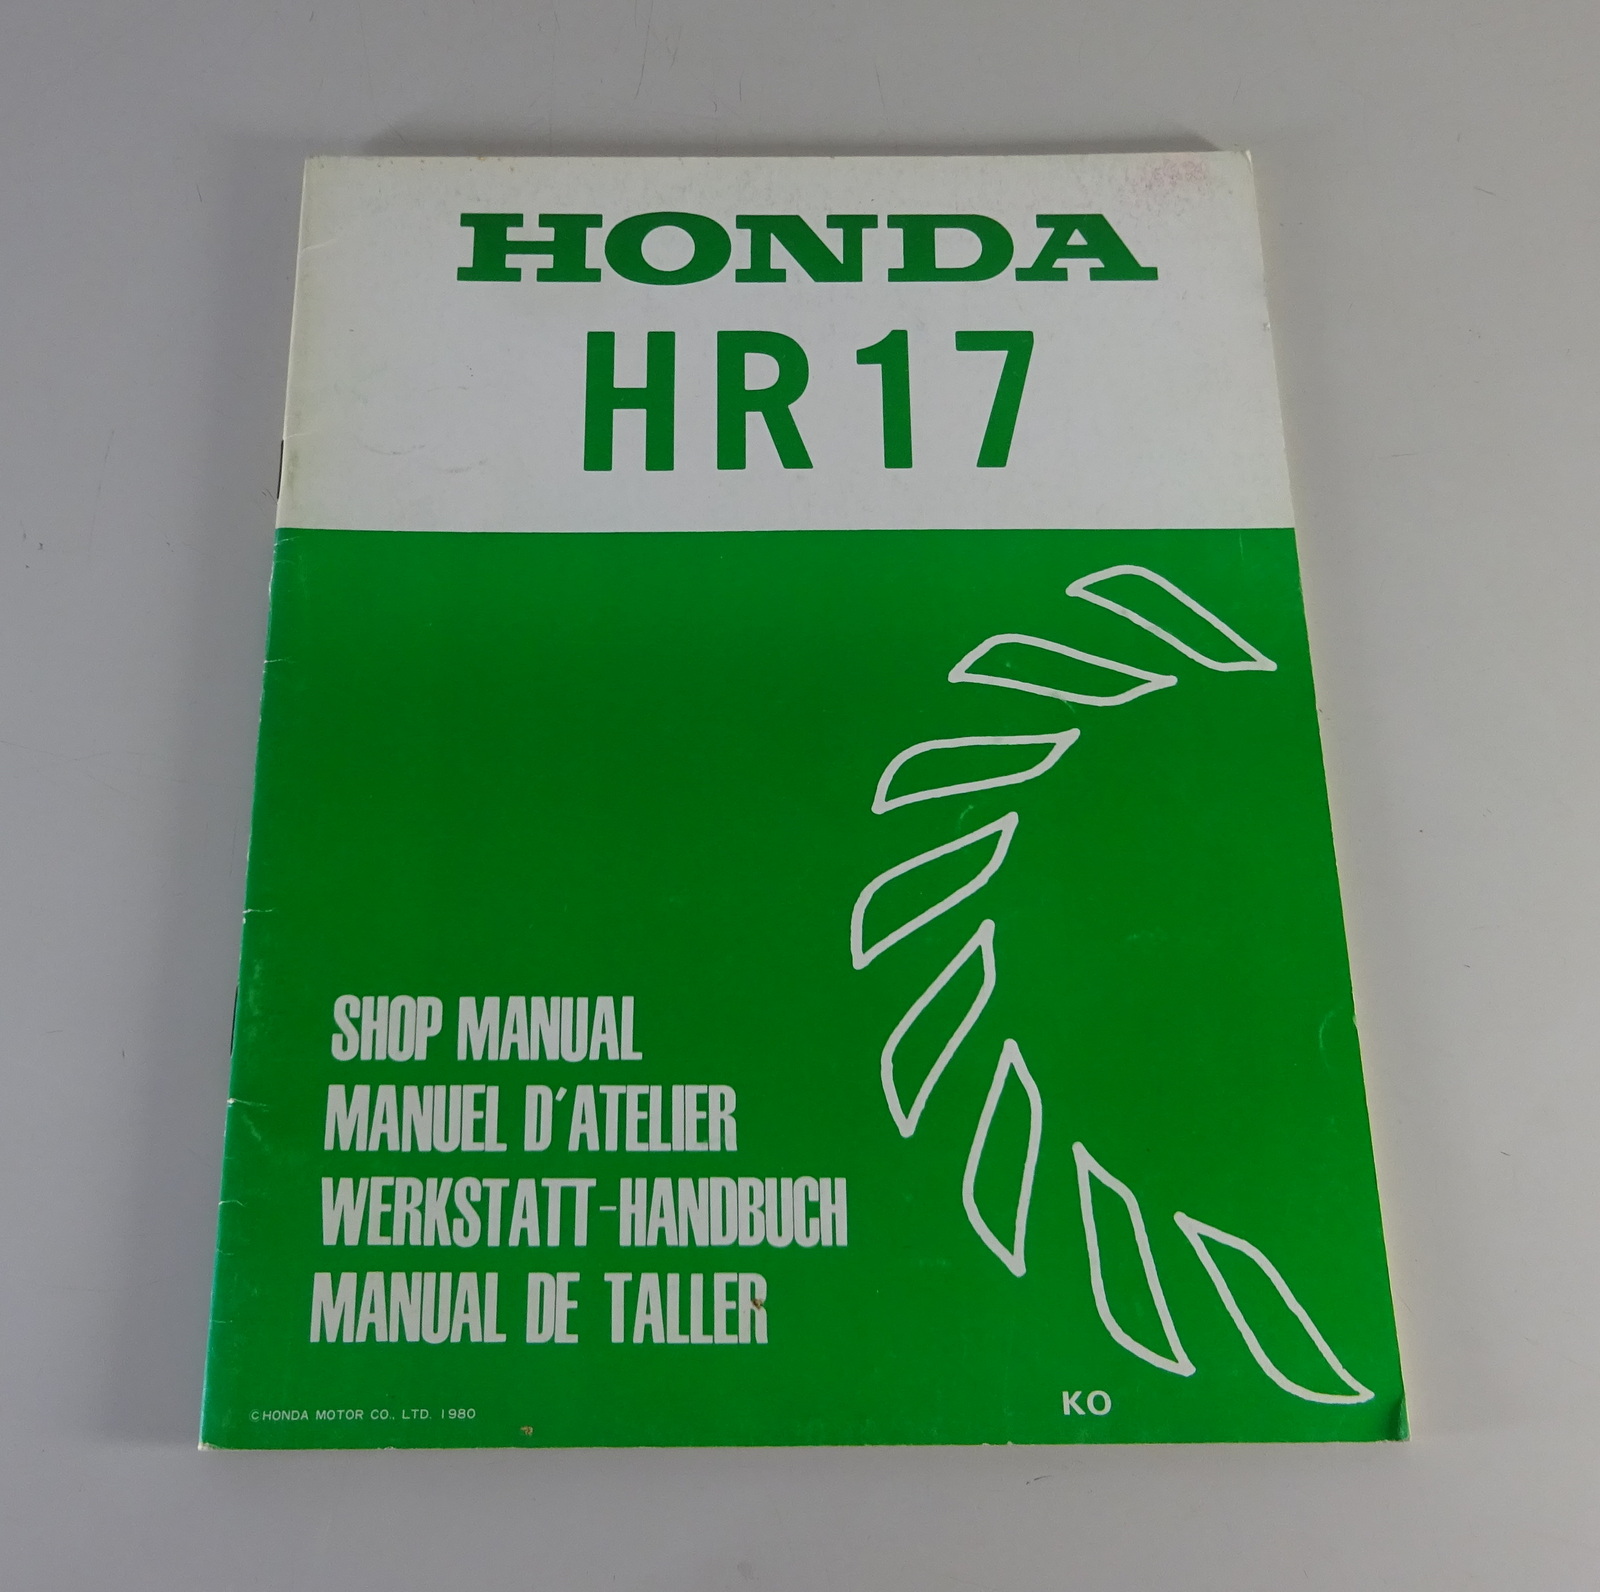 HONDA
HR17
SHOP MANUAL
MANUEL D'ATELIER
WERKSTATT-HANDBUCH
MANUAL DE TALLER
KO
©HONDA MOTOR CO., LTD. 1980